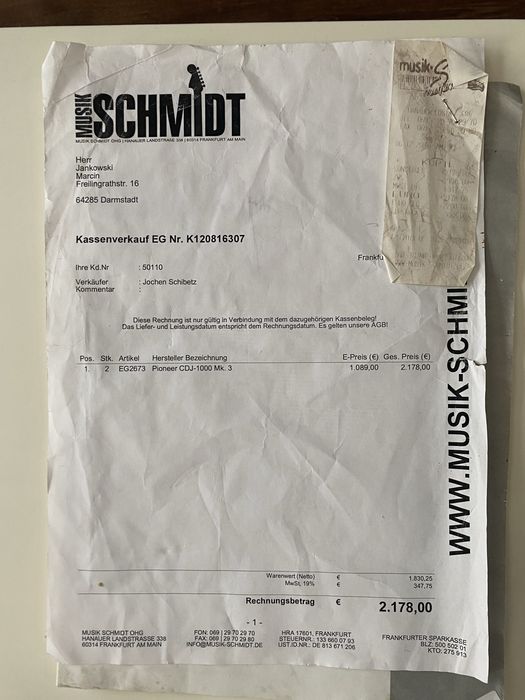 MUSIK SCHMIDT
MUSIK SCHMIDT OHG | HANAUER LANDSTRASSE 338 | 60314 FRANKFURT AM MAIN
musik-S
Herr
Jankowski
Marcin
Freilingrathstr. 16
64285 Darmstadt
Kassenverkauf EG Nr. K120816307
Frankfu
Ihre Kd.Nr : 50110
Verkäufer : Jochen Schibetz
Kommentar :
Diese Rechnung ist nur gültig in Verbindung mit dem dazugehörigen Kassenbeleg!
Das Liefer- und Leistungsdatum entspricht dem Rechnungsdatum. Es gelten unsere AGB!
Pos. Stk. Artikel Hersteller Bezeichnung E-Preis (€) Ges. Preis (€)
1. 2 EG2673 Pioneer CDJ-1000 Mk. 3 1.089,00 2.178,00
WWW.MUSIK-SCHMI
Warenwert (Netto) € 1.830,25
MwSt. 19% € 347,75
Rechnungsbetrag € 2.178,00
- 1 -
MUSIK SCHMIDT OHG
HANAUER LANDSTRASSE 338
60314 FRANKFURT AM MAIN
FON: 069 | 29 70 29 70
FAX: 069 | 29 70 29 80
INFO@MUSIK-SCHMIDT.DE
HRA 17601, FRANKFURT
STEUERNR.: 133 660 07 93
UST.ID.NR.: DE 813 671 206
FRANKFURTER SPARKASSE
BLZ: 500 502 01
KTO: 275 913